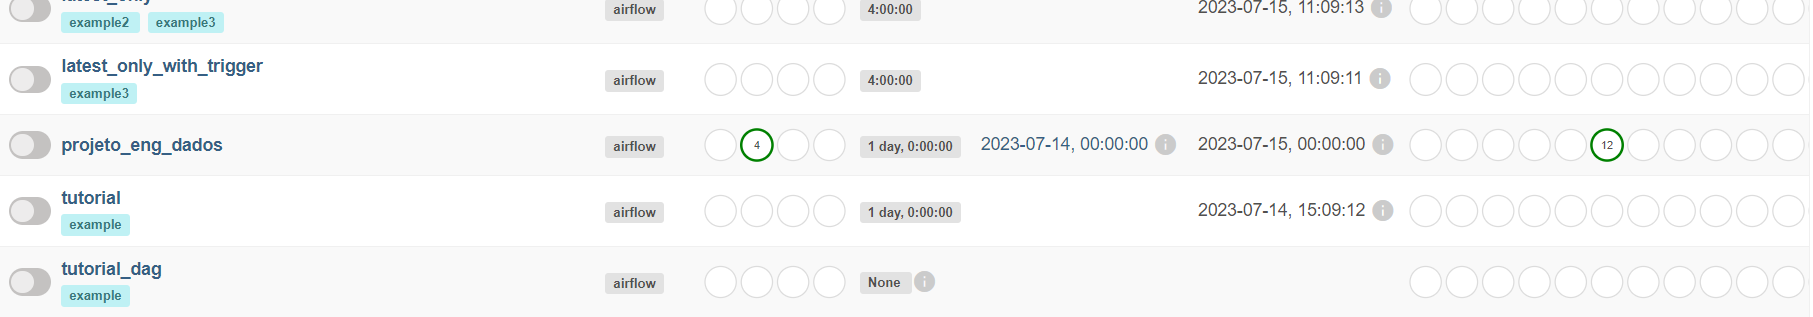 airflow 4:00:00 2023-07-15, 11:09:13
example2 example3
latest_only_with_trigger airflow 4:00:00 2023-07-15, 11:09:11
example3
projeto_eng_dados airflow 4 1 day, 0:00:00 2023-07-14, 00:00:00 2023-07-15, 00:00:00 12
tutorial airflow 1 day, 0:00:00 2023-07-14, 15:09:12
example
tutorial_dag airflow None
example